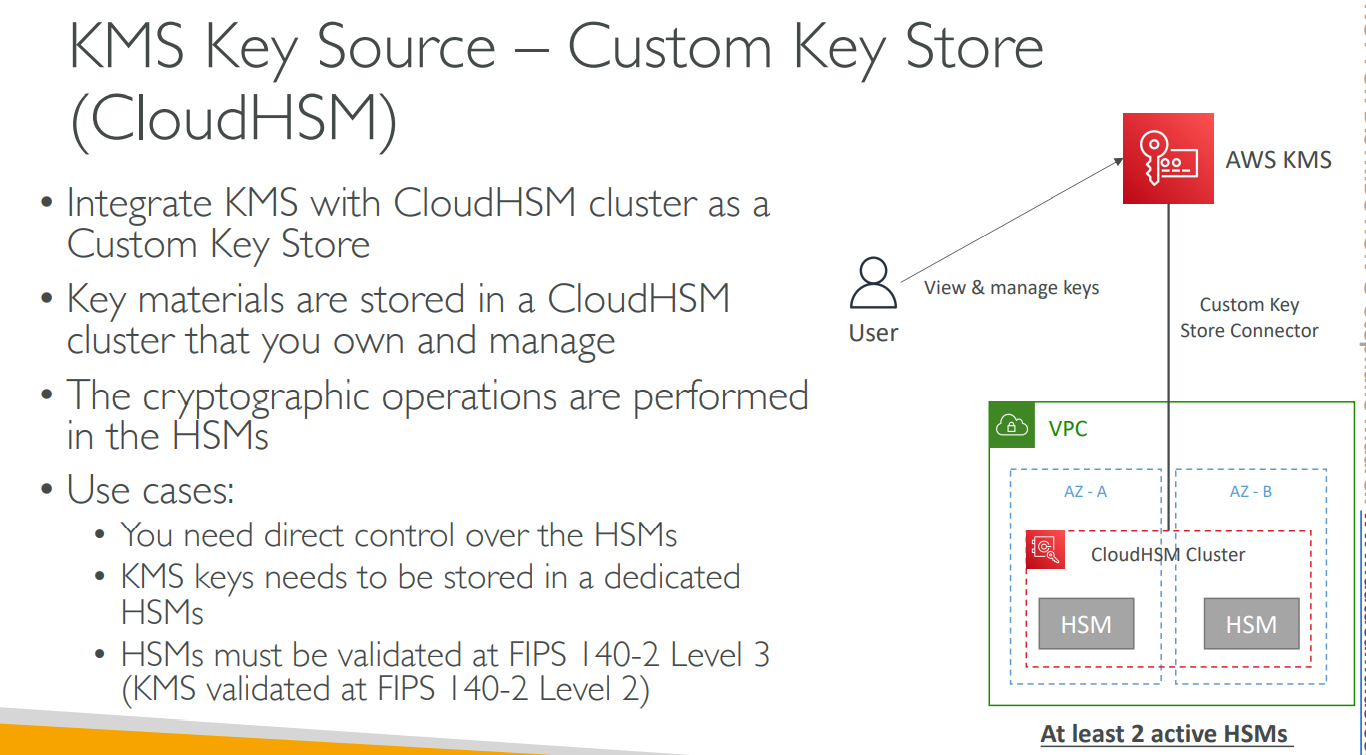 KMS Key Source – Custom Key Store
(CloudHSM)
• Integrate KMS with CloudHSM cluster as a
Custom Key Store
• Key materials are stored in a CloudHSM
cluster that you own and manage
• The cryptographic operations are performed
in the HSMs
• Use cases:
• You need direct control over the HSMs
• KMS keys needs to be stored in a dedicated
HSMs
• HSMs must be validated at FIPS 140-2 Level 3
(KMS validated at FIPS 140-2 Level 2)
AWS KMS
View & manage keys
User
Custom Key
Store Connector
VPC
AZ - A
AZ - B
CloudHSM Cluster
HSM
HSM
At least 2 active HSMs